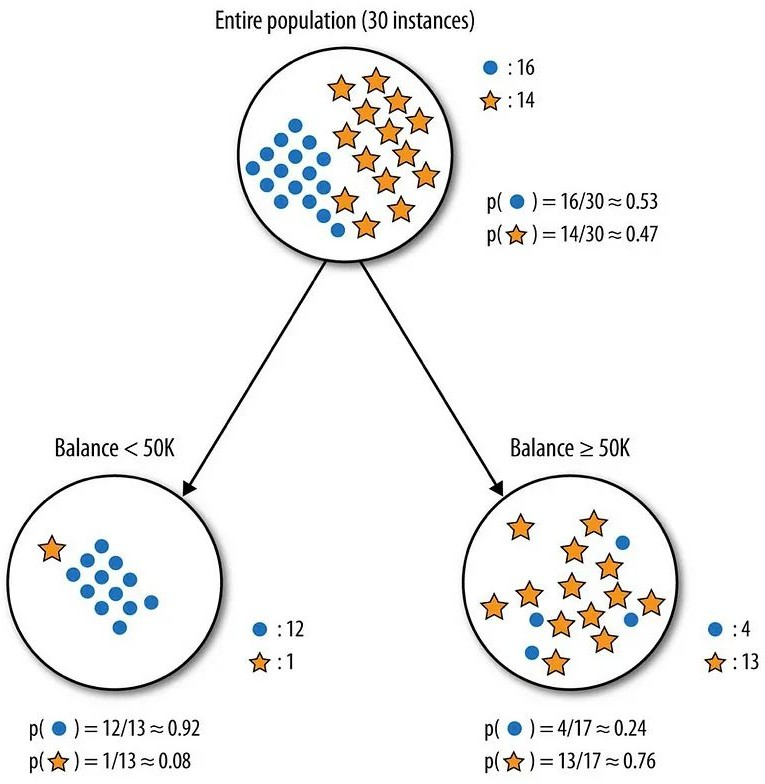 Entire population (30 instances)
: 16
: 14
p( ) = 16/30 ≈ 0.53
p( ) = 14/30 ≈ 0.47
Balance < 50K
Balance ≥ 50K
: 12
: 1
: 4
: 13
p( ) = 12/13 ≈ 0.92
p( ) = 1/13 ≈ 0.08
p( ) = 4/17 ≈ 0.24
p( ) = 13/17 ≈ 0.76